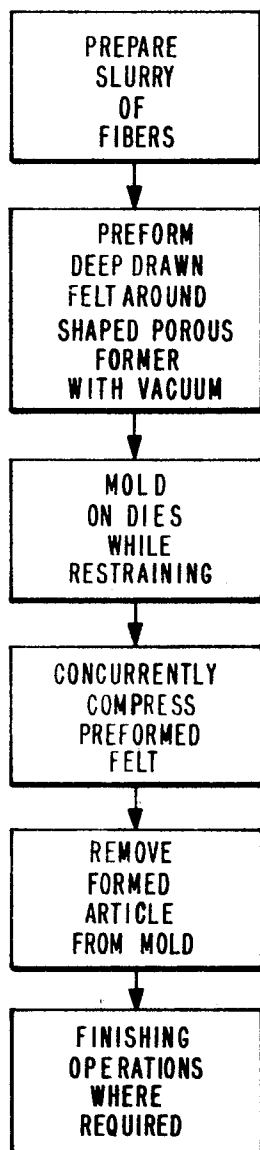 PREPARE
SLURRY
OF
FIBERS
PREFORM
DEEP DRAWN
FELT AROUND
SHAPED POROUS
FORMER
WITH VACUUM
MOLD
ON DIES
WHILE
RESTRAINING
CONCURRENTLY
COMPRESS
PREFORMED
FELT
REMOVE
FORMED
ARTICLE
FROM MOLD
FINISHING
OPERATIONS
WHERE
REQUIRED